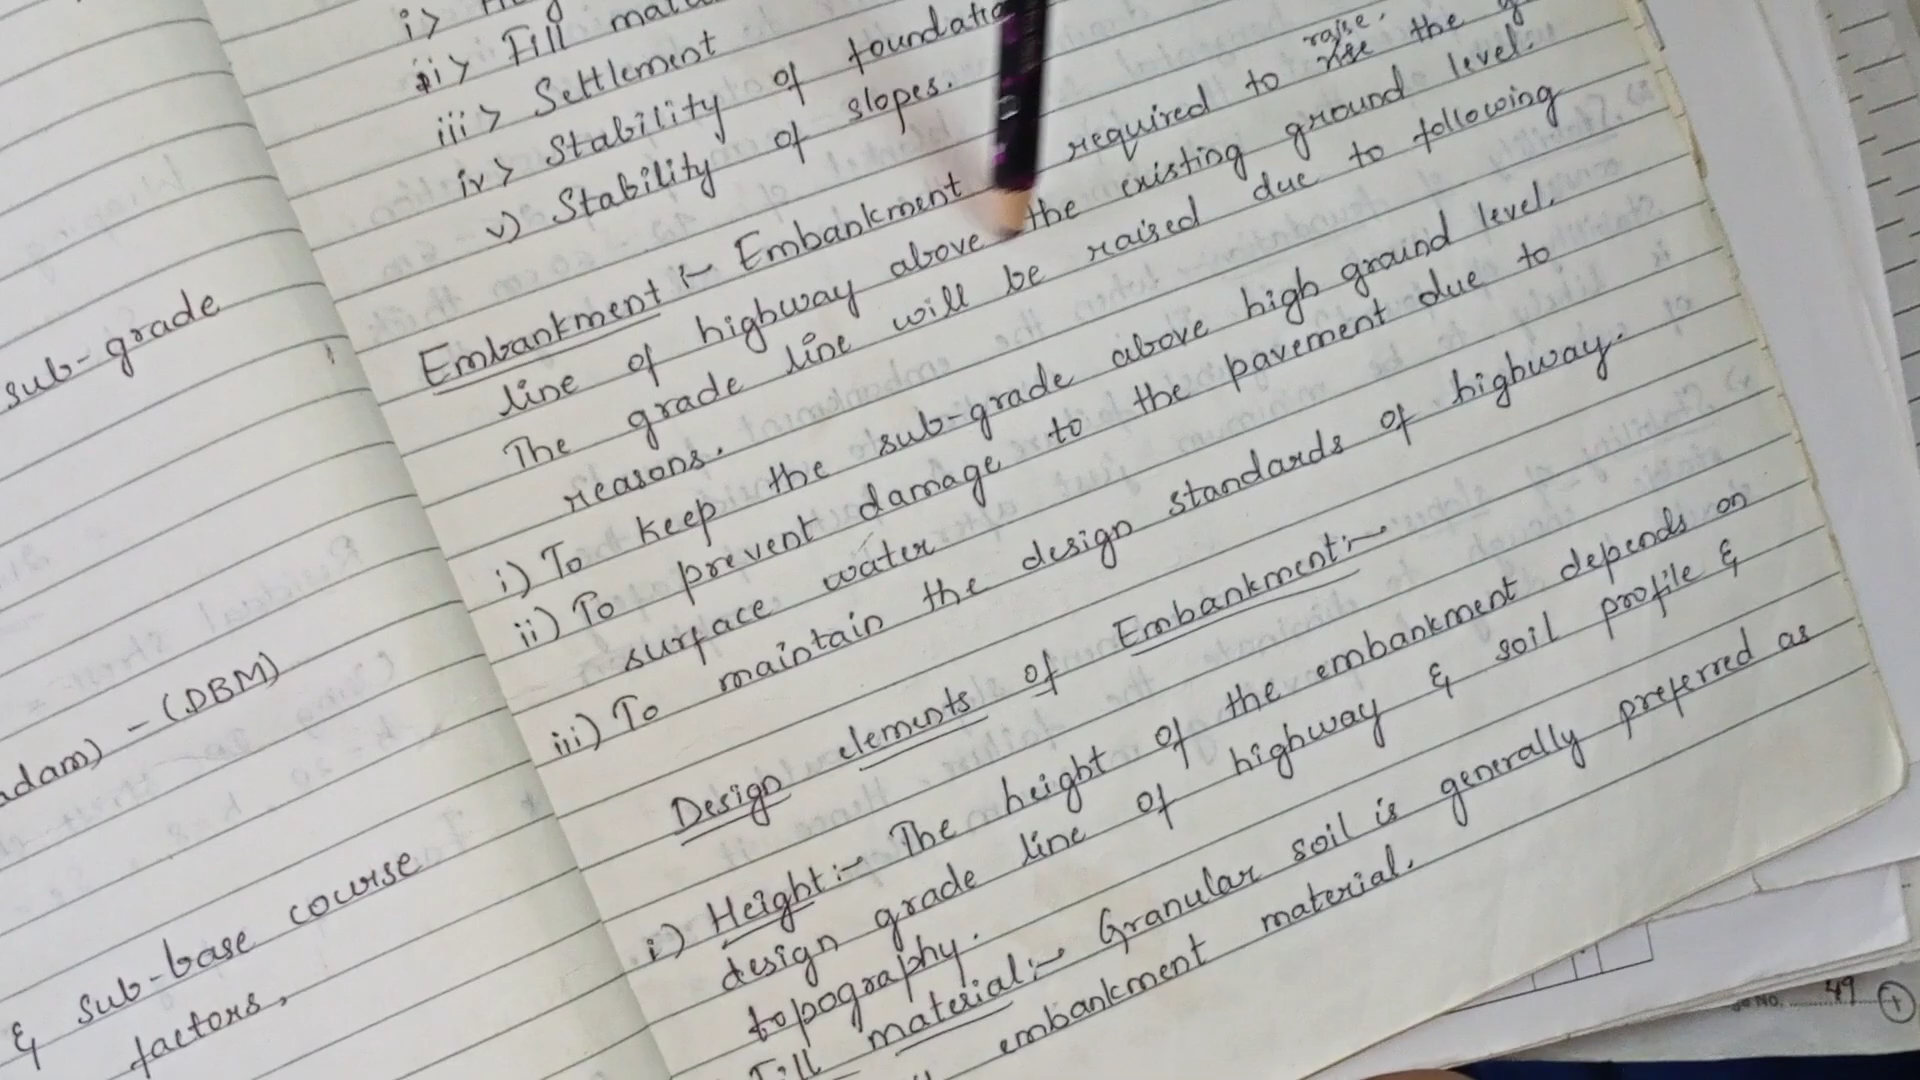 sub-grade
adam) - (DBM)
& sub-base course
factors.
i>
ii> Fill
iii> Settlement
iv> Stability of foundatio
v) Stability of slopes.
Embankment :- Embankment required to raise the
line of highway above the existing ground level.
The grade line will be raised due to following
reasons.
i) To keep the sub-grade above high ground level.
ii) To prevent damage to the pavement due to
surface water
iii) To maintain the design standards of highway.
Design elements of Embankment:-
i) Height:- The height of the embankment depends on
design grade line of highway & soil profile &
topography.
Fill material:- Granular soil is generally preferred as
embankment material.
No. 49